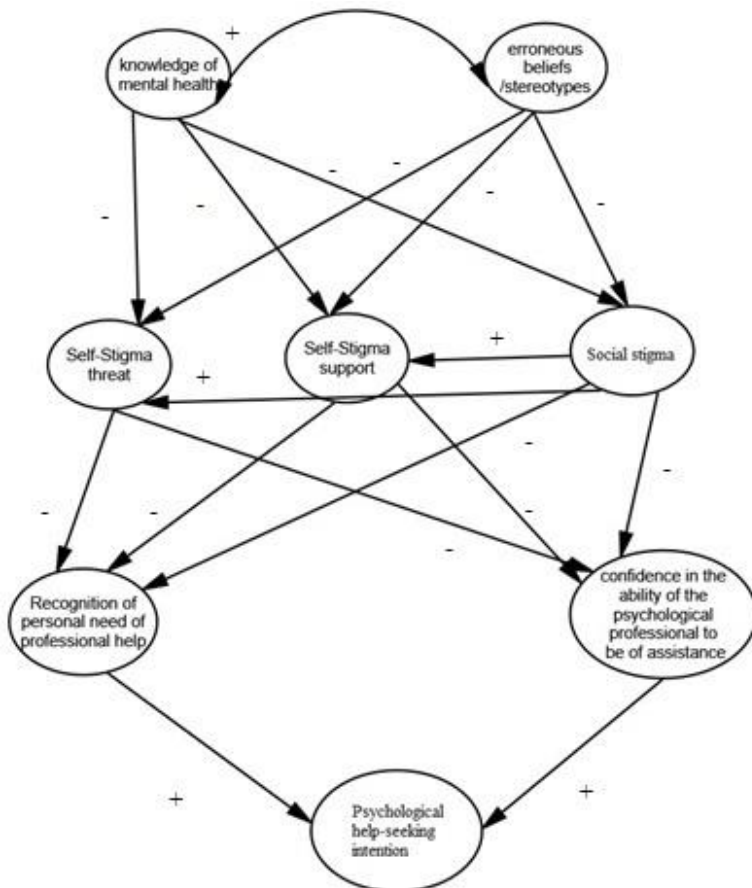 +
knowledge of
mental health
erroneous
beliefs
/stereotypes
-
-
-
-
-
-
Self-Stigma
threat
Self-Stigma
support
Social stigma
+
+
-
-
-
-
-
-
Recognition of
personal need of
professional help
confidence in the
ability of the
psychological
professional to
be of assistance
+
+
Psychological
help-seeking
intention